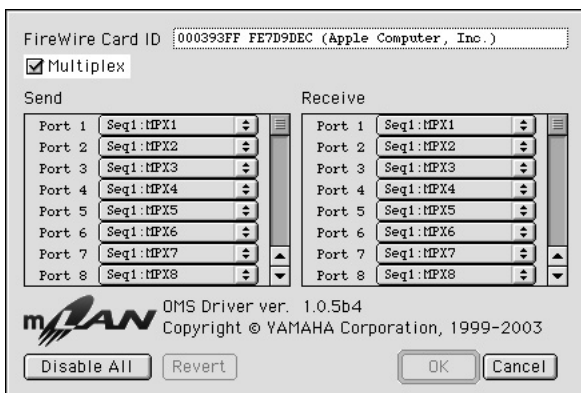 FireWire Card ID 000393FF FE7D9DEC (Apple Computer, Inc.)
Multiplex
Send
Port 1 Seq1:MPX1
Port 2 Seq1:MPX2
Port 3 Seq1:MPX3
Port 4 Seq1:MPX4
Port 5 Seq1:MPX5
Port 6 Seq1:MPX6
Port 7 Seq1:MPX7
Port 8 Seq1:MPX8
Receive
Port 1 Seq1:MPX1
Port 2 Seq1:MPX2
Port 3 Seq1:MPX3
Port 4 Seq1:MPX4
Port 5 Seq1:MPX5
Port 6 Seq1:MPX6
Port 7 Seq1:MPX7
Port 8 Seq1:MPX8
mLAN
OMS Driver ver. 1.0.5b4
Copyright © YAMAHA Corporation, 1999-2003
Disable All
Revert
OK
Cancel